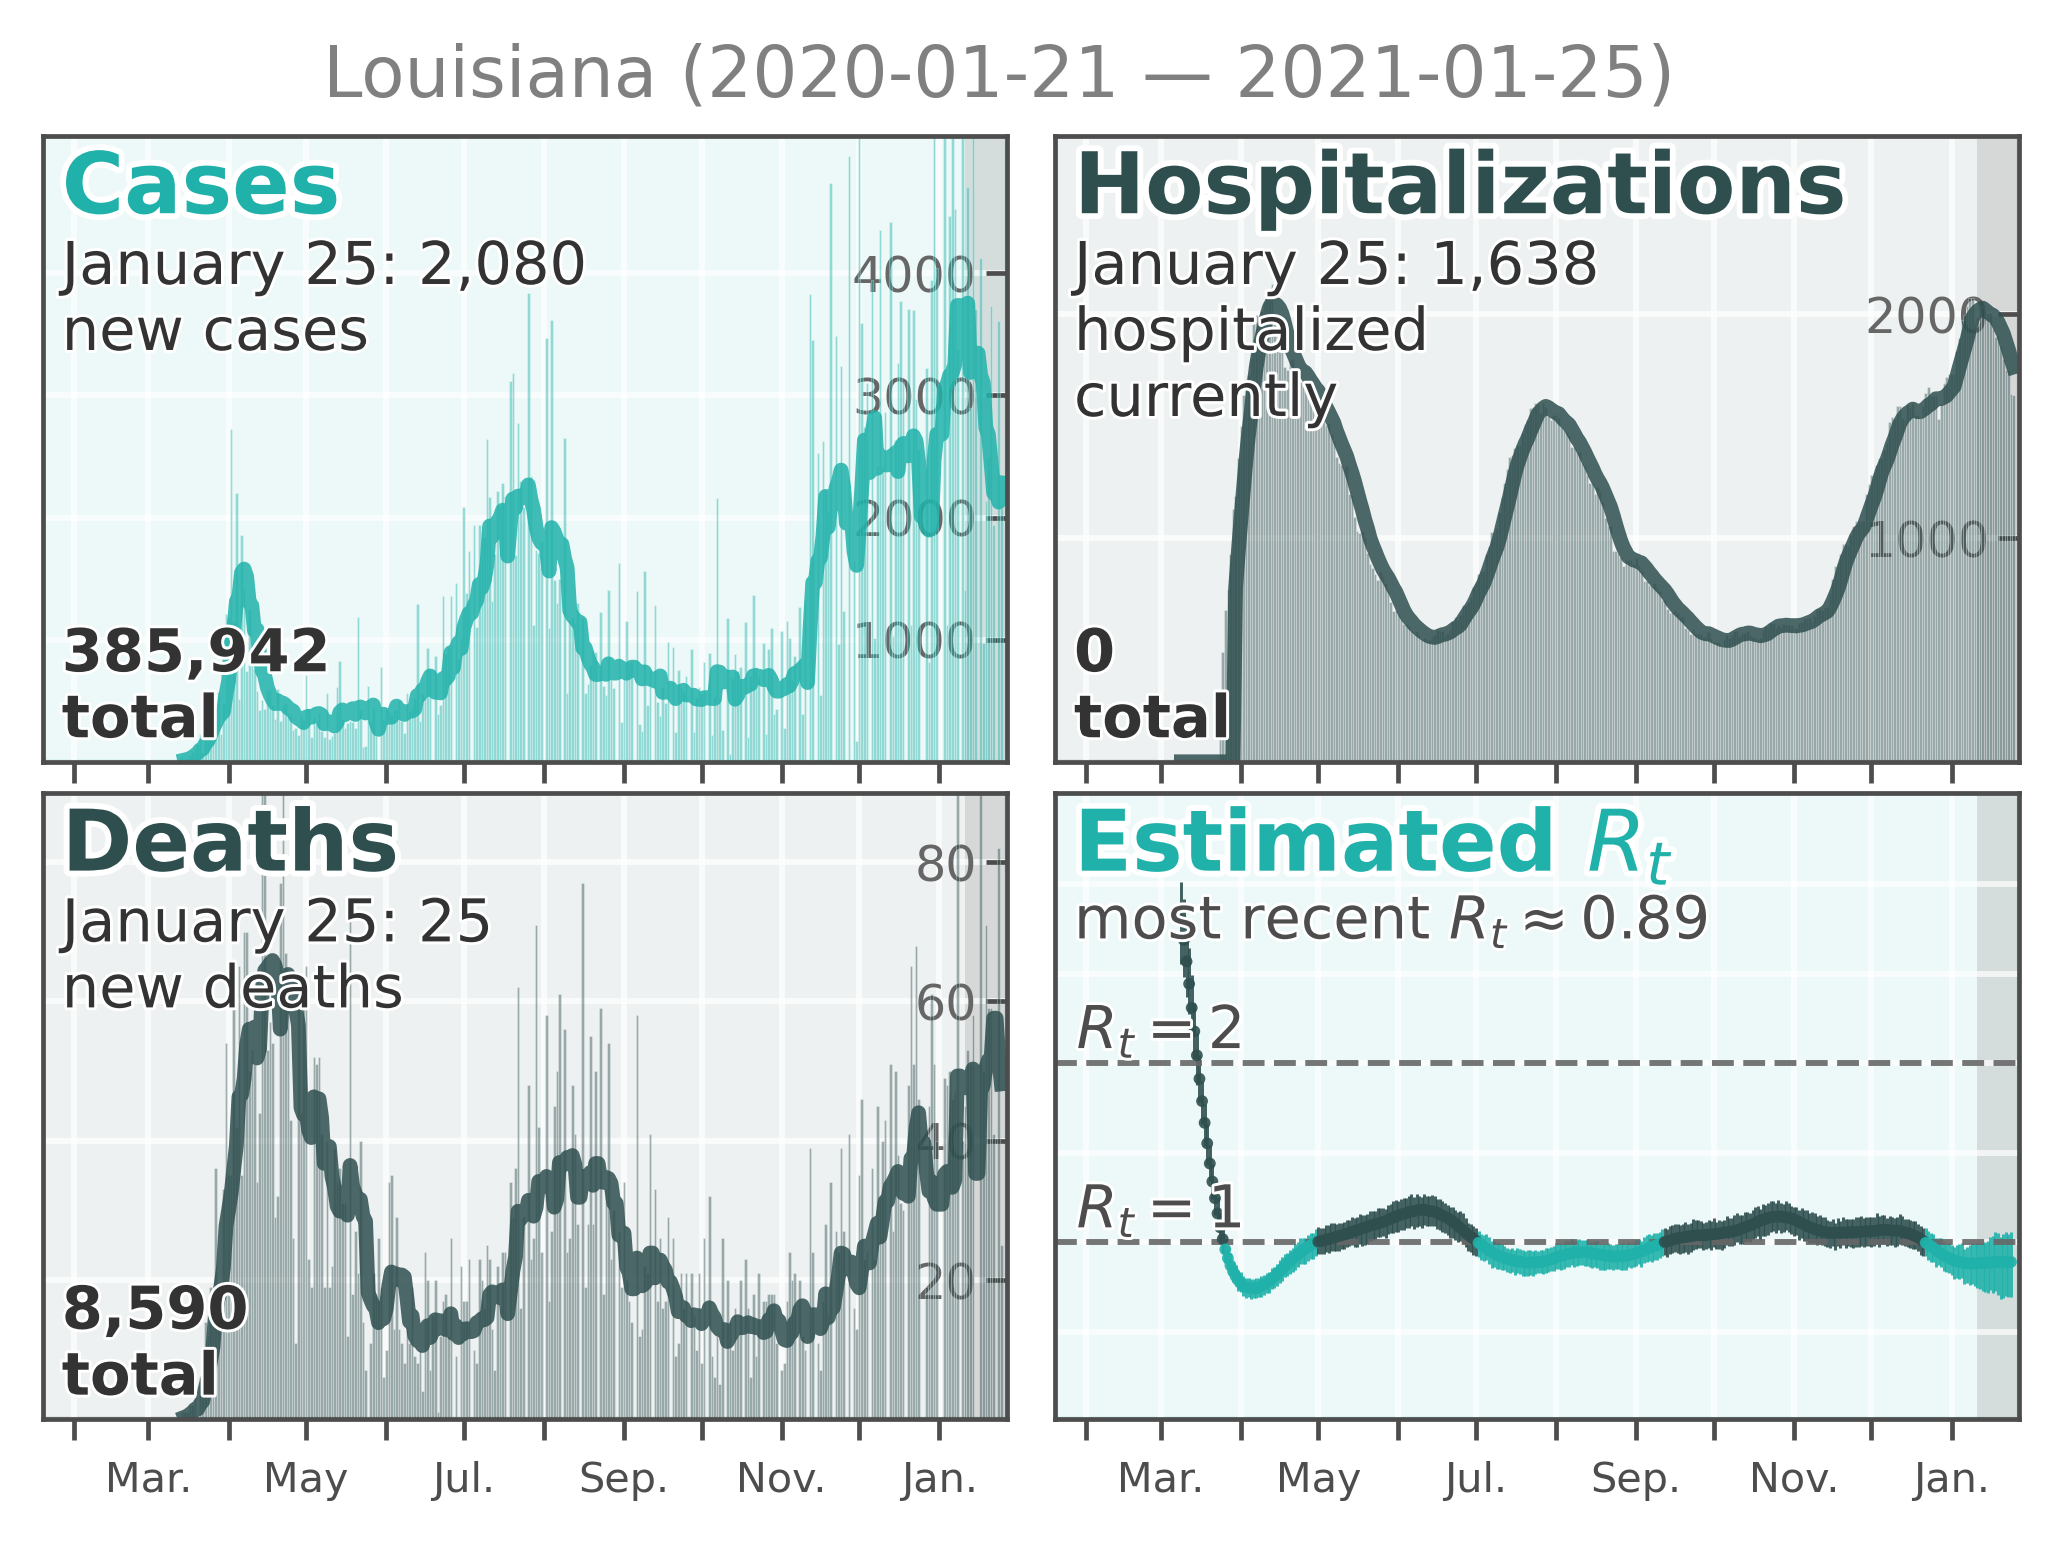 Louisiana (2020-01-21 — 2021-01-25)
Cases
January 25: 2,080
new cases
4000
3000
2000
1000
385,942
total
Hospitalizations
January 25: 1,638
hospitalized
currently
2000
1000
0
total
Deaths
January 25: 25
new deaths
80
60
40
20
8,590
total
Mar. May Jul. Sep. Nov. Jan.
Estimated Rₜ
most recent Rₜ ≈ 0.89
Rₜ = 2
Rₜ = 1
Mar. May Jul. Sep. Nov. Jan.